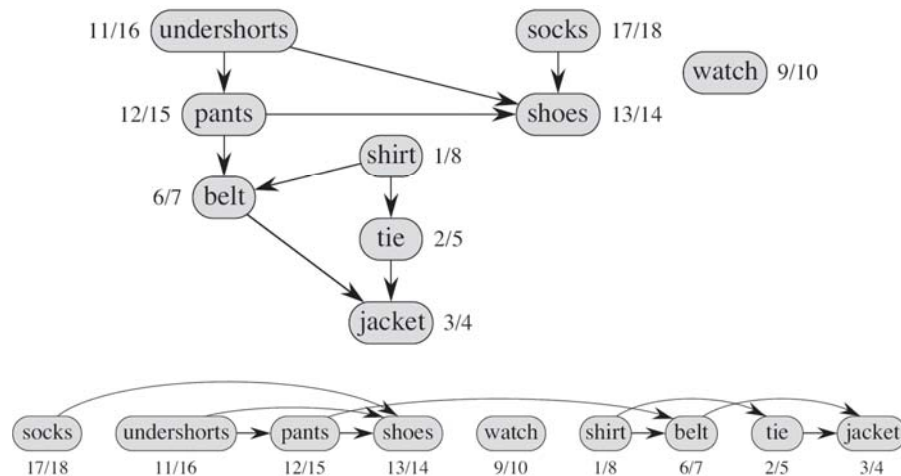 11/16 undershorts socks 17/18
watch 9/10
12/15 pants shoes 13/14
shirt 1/8
6/7 belt
tie 2/5
jacket 3/4
socks undershorts pants shoes watch shirt belt tie jacket
17/18 11/16 12/15 13/14 9/10 1/8 6/7 2/5 3/4